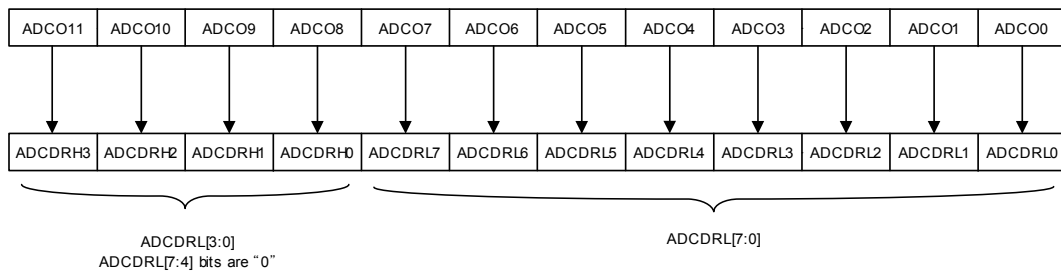 ADCO11 ADCO10 ADCO9 ADCO8 ADCO7 ADCO6 ADCO5 ADCO4 ADCO3 ADCO2 ADCO1 ADCO0
ADCDRH3 ADCDRH2 ADCDRH1 ADCDRH0 ADCDRL7 ADCDRL6 ADCDRL5 ADCDRL4 ADCDRL3 ADCDRL2 ADCDRL1 ADCDRL0
ADCDRL[3:0]
ADCDRL[7:4] bits are “0”
ADCDRL[7:0]